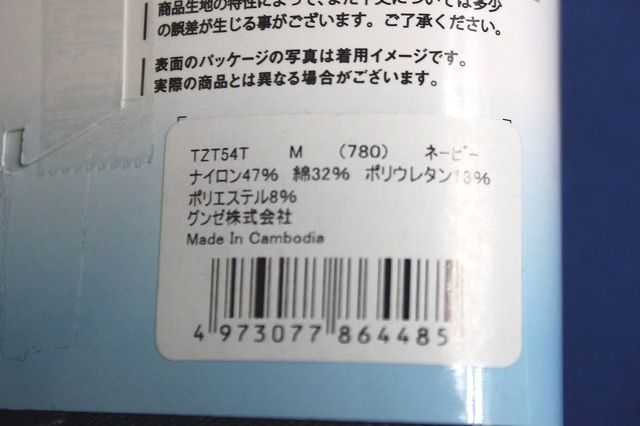 商品生地の特性によって、また十丈については多少
の誤差が生じる事がございます。ご了承ください。
表面のパッケージの写真は着用イメージです。
実際の商品とは異なる場合がございます。
TZT54T M (780) ネービー
ナイロン47% 綿32% ポリウレタン13%
ポリエステル8%
グンゼ株式会社
Made In Cambodia
4 973077 864485